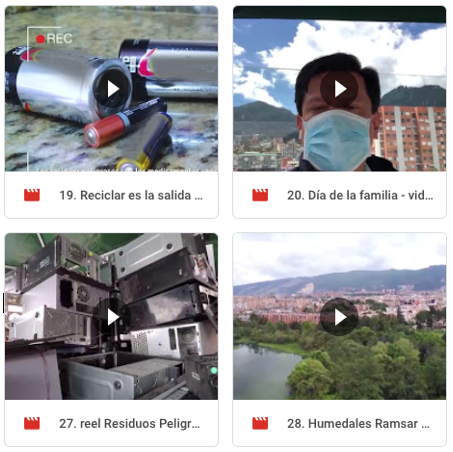 REC
19. Reciclar es la salida ...
20. Día de la familia - vid...
27. reel Residuos Peligr...
28. Humedales Ramsar ...